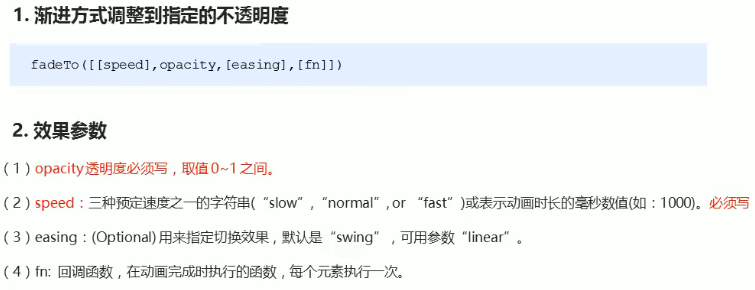 1. 渐进方式调整到指定的不透明度
fadeTo([[speed],opacity,[easing],[fn]])
2. 效果参数
（1）opacity透明度必须写，取值 0~1 之间。
（2）speed：三种预定速度之一的字符串(“slow”,“normal”, or “fast”)或表示动画时长的毫秒数值(如：1000)。必须写
（3）easing：(Optional) 用来指定切换效果，默认是“swing”，可用参数“linear”。
（4）fn: 回调函数，在动画完成时执行的函数，每个元素执行一次。